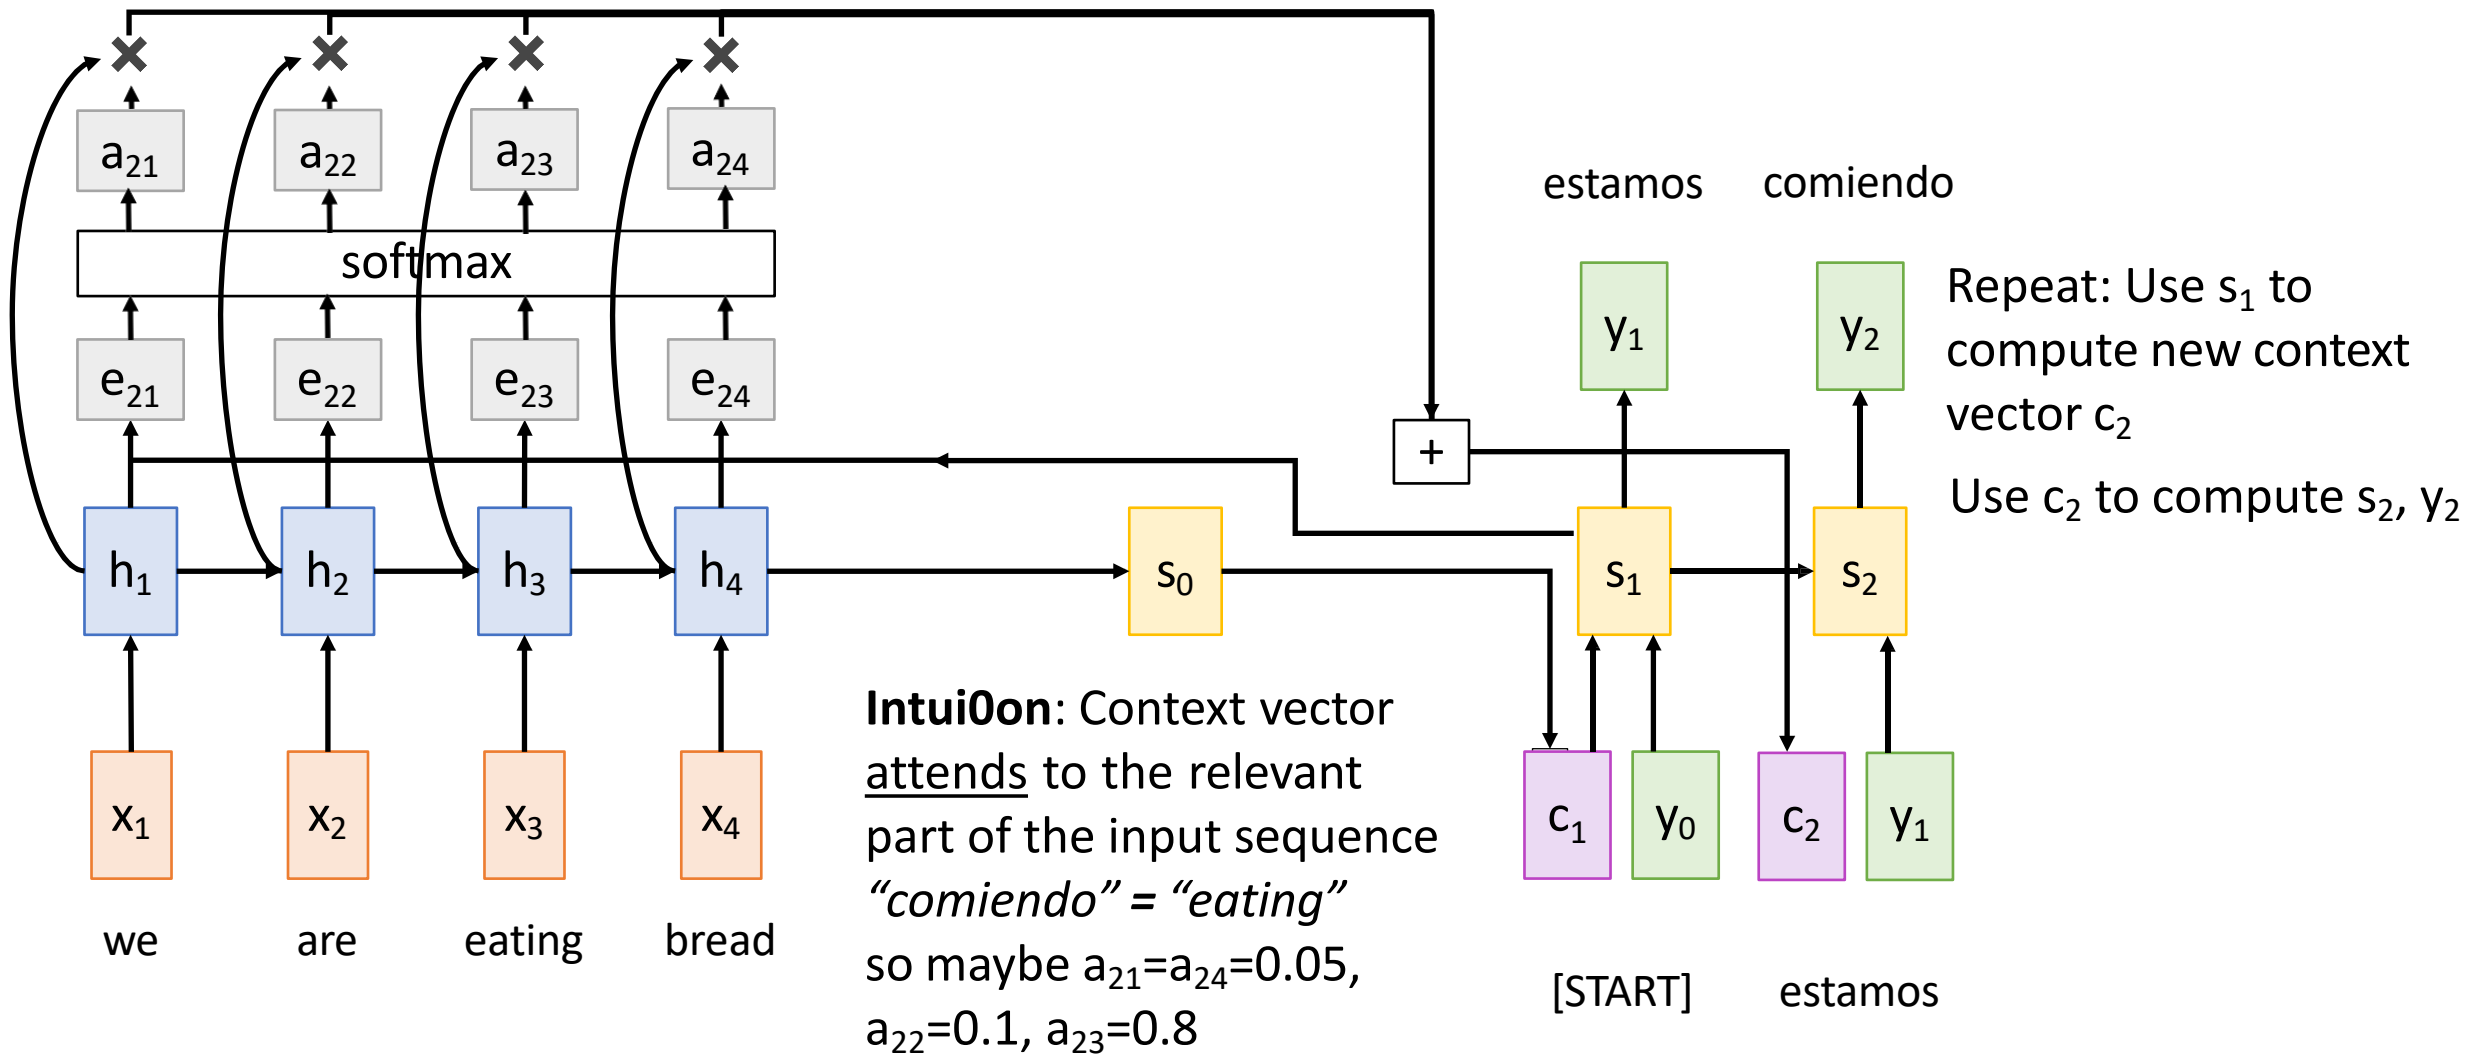 a21 a22 a23 a24
softmax
e21 e22 e23 e24
h1 h2 h3 h4 s0 s1 s2
x1 x2 x3 x4
we are eating bread
estamos comiendo
y1 y2
+
Repeat: Use s1 to
compute new context
vector c2
Use c2 to compute s2, y2
Intui0on: Context vector
attends to the relevant
part of the input sequence
“comiendo” = “eating”
so maybe a21=a24=0.05,
a22=0.1, a23=0.8
c1 y0 c2 y1
[START] estamos